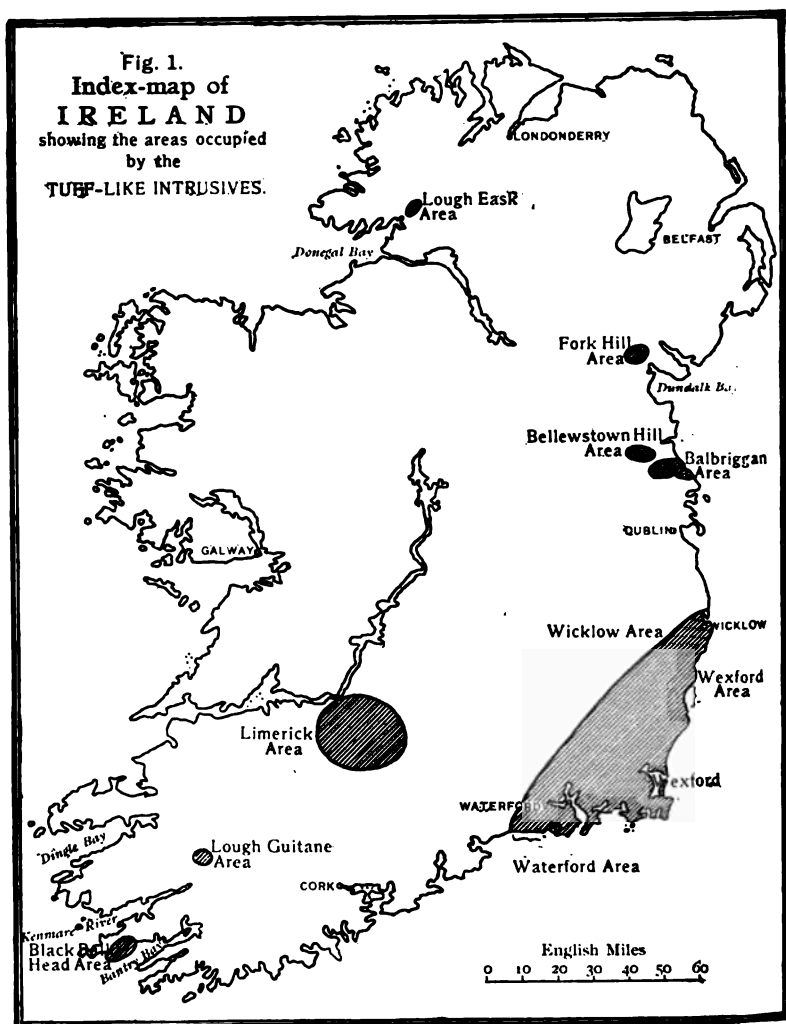 Fig. 1.
Index-map of
IRELAND
showing the areas occupied
by the
TUFF-LIKE INTRUSIVES.
LONDONDERRY
Lough Eask
Area
BELFAST
Donegal Bay
Fork Hill
Area
Dundalk Ba.
Bellewstown Hill
Area
Balbriggan
Area
DUBLIN
GALWAY
Wicklow Area
WICKLOW
Wexford
Area
Limerick
Area
Wexford
WATERFORD
Waterford Area
Dingle Bay
Lough Guitane
Area
CORK
Kenmare River
Black Ball
Head Area
Bantry Bay
English Miles
0 10 20 30 40 50 60